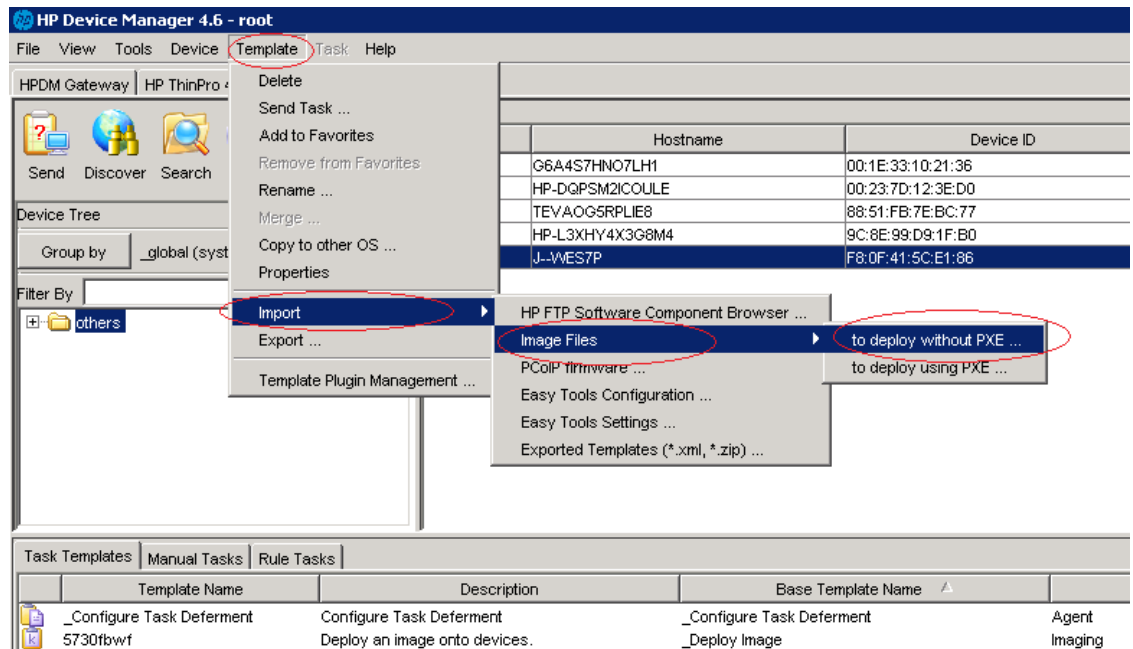 HP Device Manager 4.6 - root
File View Tools Device Template Task Help
HPDM Gateway HP ThinPro
Delete
Send Task ...
Add to Favorites
Remove from Favorites
Rename ...
Merge ...
Copy to other OS ...
Properties
Import
Export ...
Template Plugin Management ...
Send Discover Search
Device Tree
Group by _global (syst
Filter By
others
Hostname Device ID
G6A4S7HNO7LH1 00:1E:33:10:21:36
HP-DQPSM2ICOULE 00:23:7D:12:3E:D0
TEVAOG5RPLIE8 88:51:FB:7E:BC:77
HP-L3XHY4X3G8M4 9C:8E:99:D9:1F:B0
J--WES7P F8:0F:41:5C:E1:86
HP FTP Software Component Browser ...
Image Files
PCoIP firmware ...
Easy Tools Configuration ...
Easy Tools Settings ...
Exported Templates (*.xml, *.zip) ...
to deploy without PXE ...
to deploy using PXE ...
Task Templates Manual Tasks Rule Tasks
Template Name Description Base Template Name
_Configure Task Deferment Configure Task Deferment _Configure Task Deferment Agent
5730fbwf Deploy an image onto devices. _Deploy Image Imaging